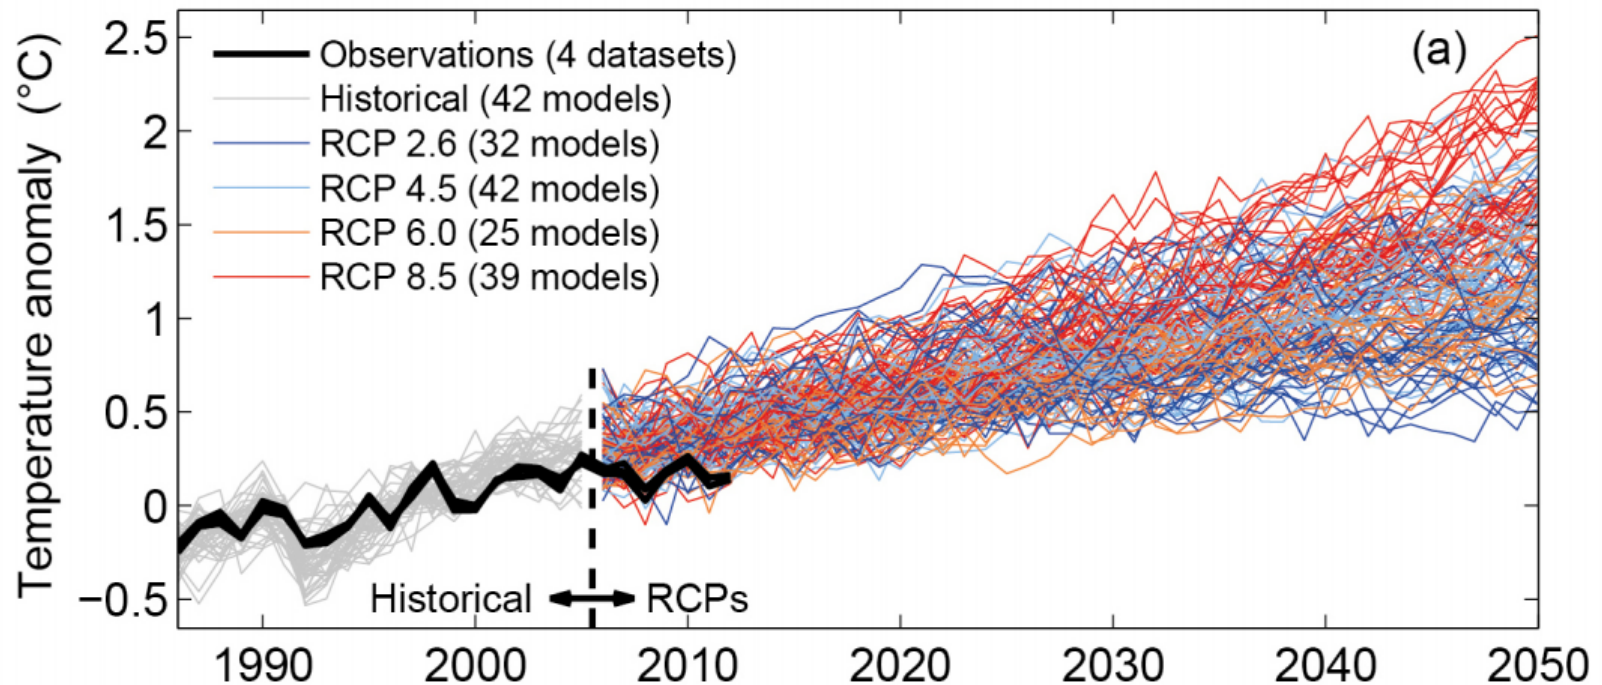 (a)
Temperature anomaly (°C)
2.5
2
1.5
1
0.5
0
−0.5
Observations (4 datasets)
Historical (42 models)
RCP 2.6 (32 models)
RCP 4.5 (42 models)
RCP 6.0 (25 models)
RCP 8.5 (39 models)
Historical RCPs
1990 2000 2010 2020 2030 2040 2050